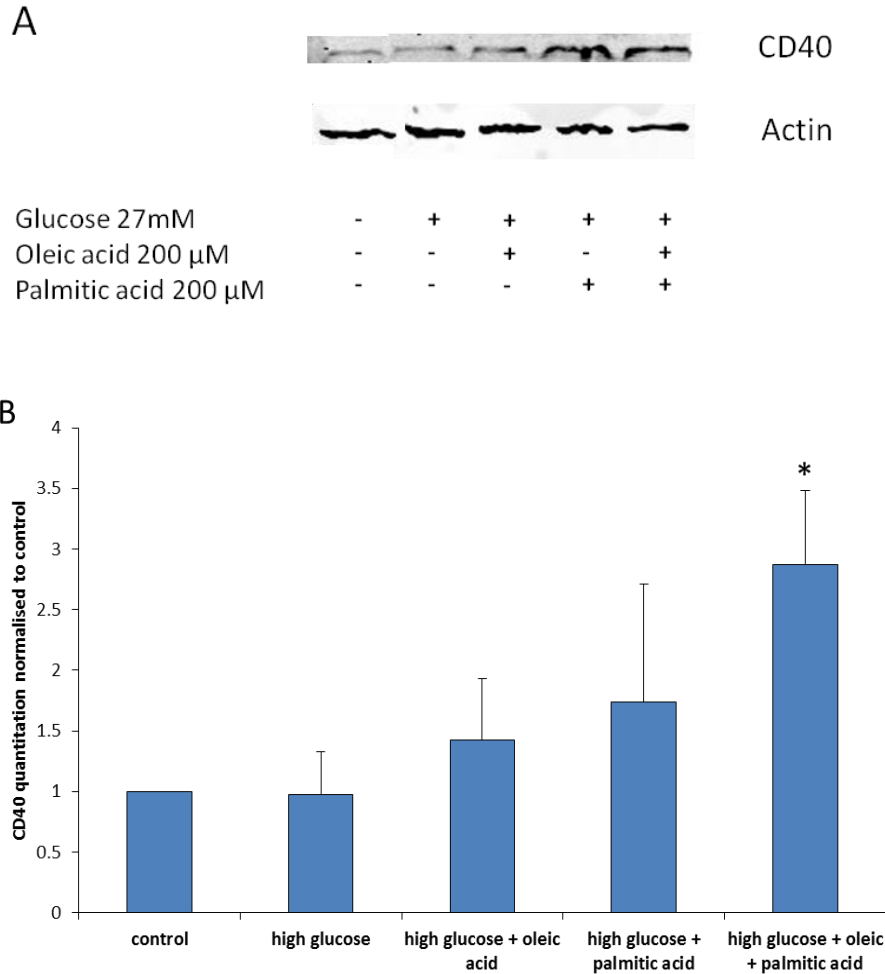 A
CD40
Actin
Glucose 27mM - + + + +
Oleic acid 200 µM - - + - +
Palmitic acid 200 µM - - - + +
B
CD40 quantitation normalised to control
4
3.5
3
2.5
2
1.5
1
0.5
0
*
control
high glucose
high glucose + oleic
acid
high glucose +
palmitic acid
high glucose + oleic
+ palmitic acid